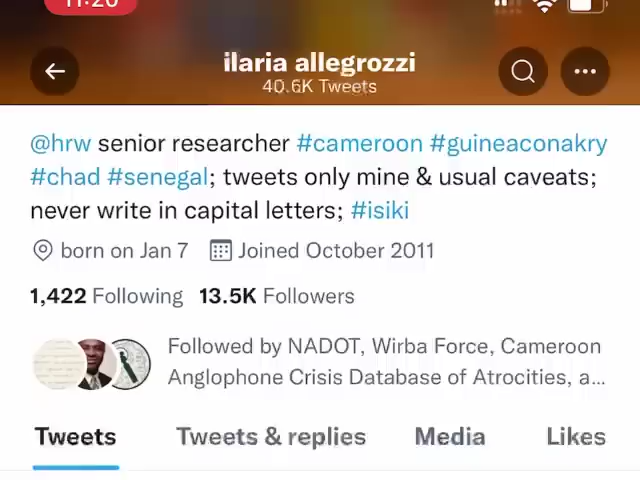 11:20
ilaria allegrozzi
40.6K Tweets
@hrw senior researcher #cameroon #guineaconakry
#chad #senegal; tweets only mine & usual caveats;
never write in capital letters; #isiki
born on Jan 7 Joined October 2011
1,422 Following 13.5K Followers
Followed by NADOT, Wirba Force, Cameroon
Anglophone Crisis Database of Atrocities, a...
Tweets Tweets & replies Media Likes